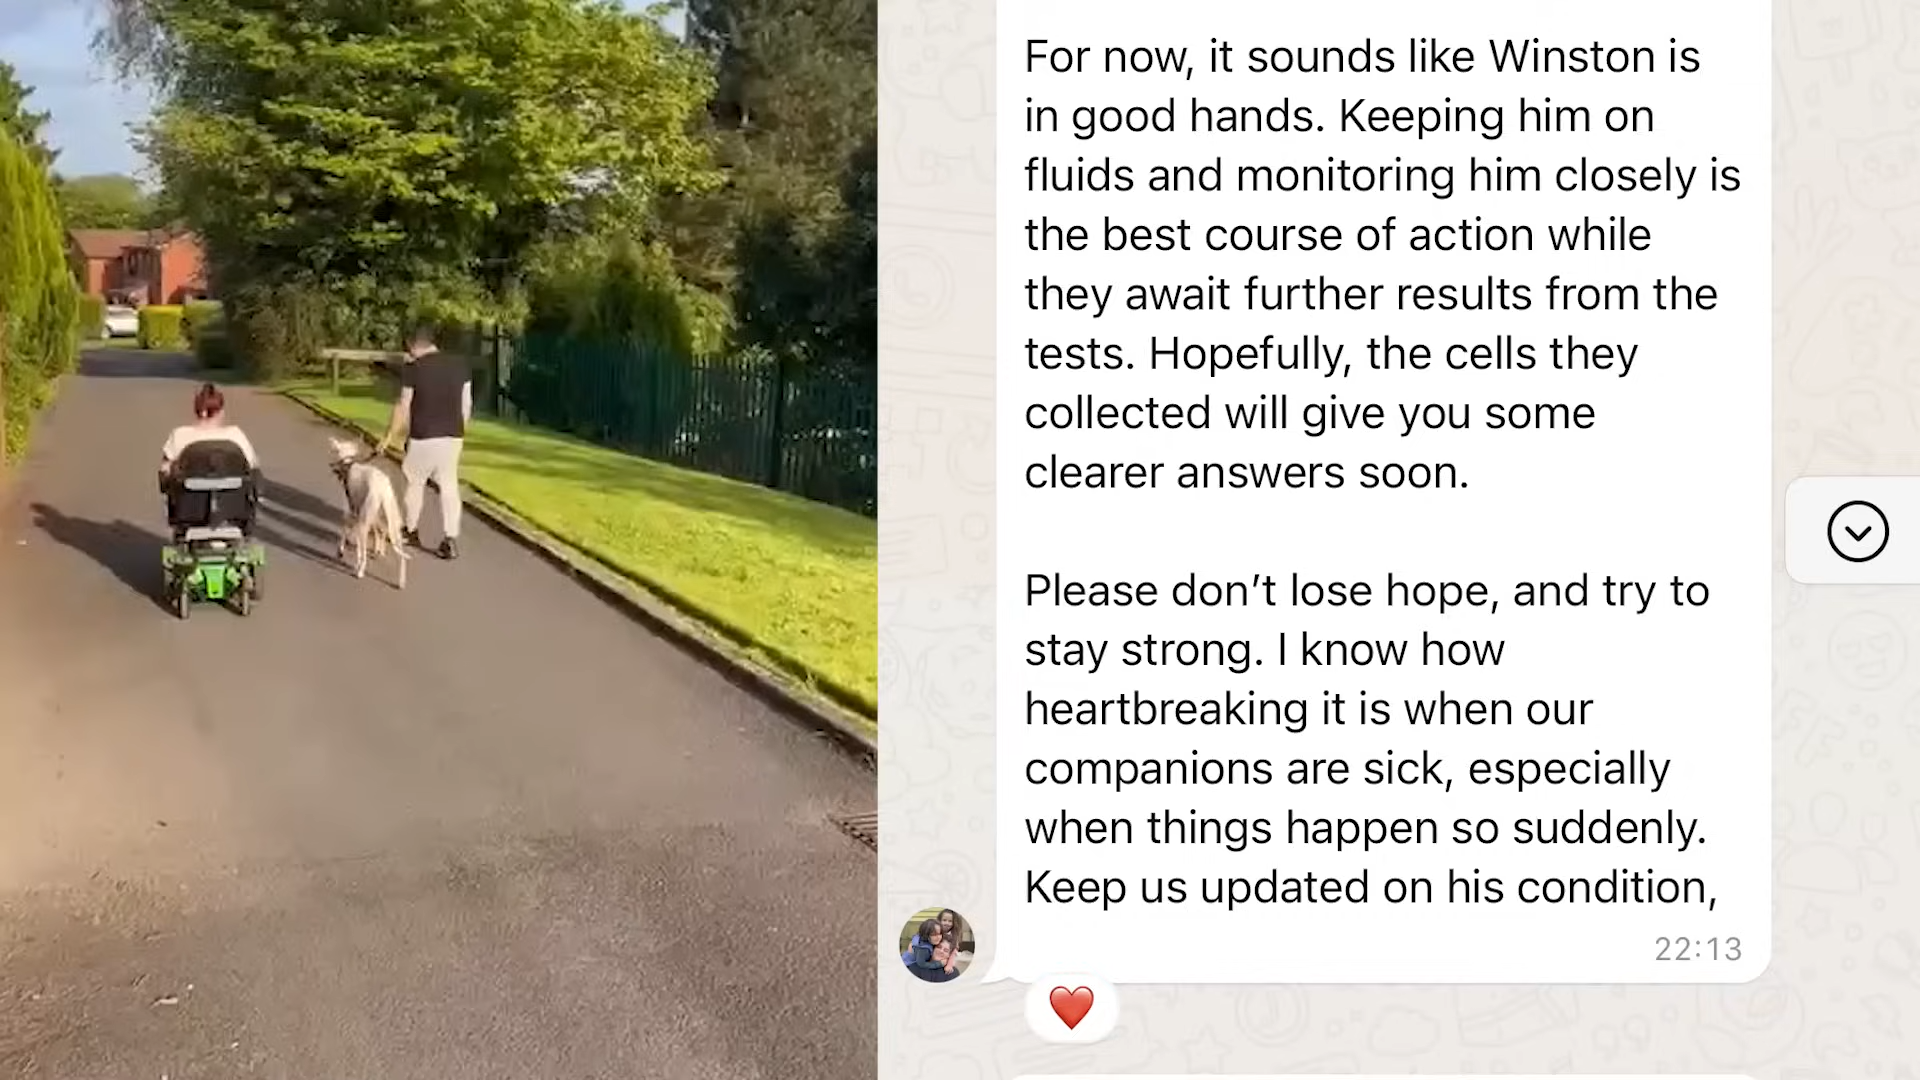 For now, it sounds like Winston is
in good hands. Keeping him on
fluids and monitoring him closely is
the best course of action while
they await further results from the
tests. Hopefully, the cells they
collected will give you some
clearer answers soon.
Please don’t lose hope, and try to
stay strong. I know how
heartbreaking it is when our
companions are sick, especially
when things happen so suddenly.
Keep us updated on his condition,
22:13